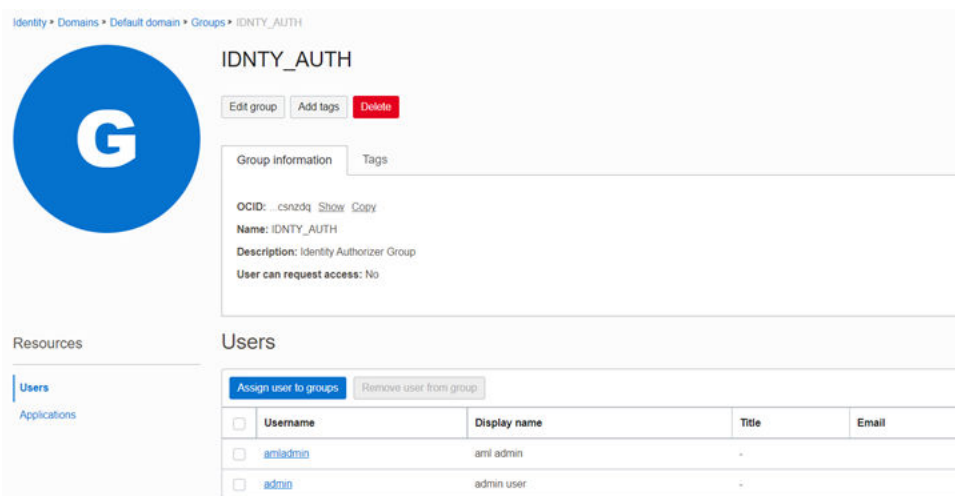 Identity › Domains › Default domain › Groups › IDNTY_AUTH
G
IDNTY_AUTH
Edit group Add tags Delete
Group information Tags
OCID: ...csnzdq Show Copy
Name: IDNTY_AUTH
Description: Identity Authorizer Group
User can request access: No
Resources
Users
Applications
Users
Assign user to groups Remove user from group
Username Display name Title Email
amladmin aml admin -
admin admin user -